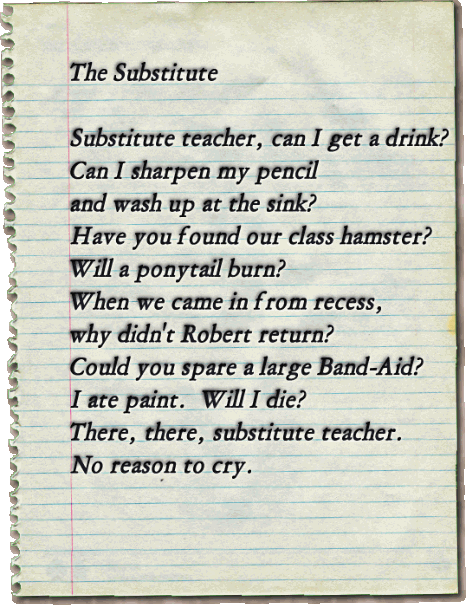 The Substitute
Substitute teacher, can I get a drink?
Can I sharpen my pencil
and wash up at the sink?
Have you found our class hamster?
Will a ponytail burn?
When we came in from recess,
why didn't Robert return?
Could you spare a large Band-Aid?
I ate paint.  Will I die?
There, there, substitute teacher.
No reason to cry.